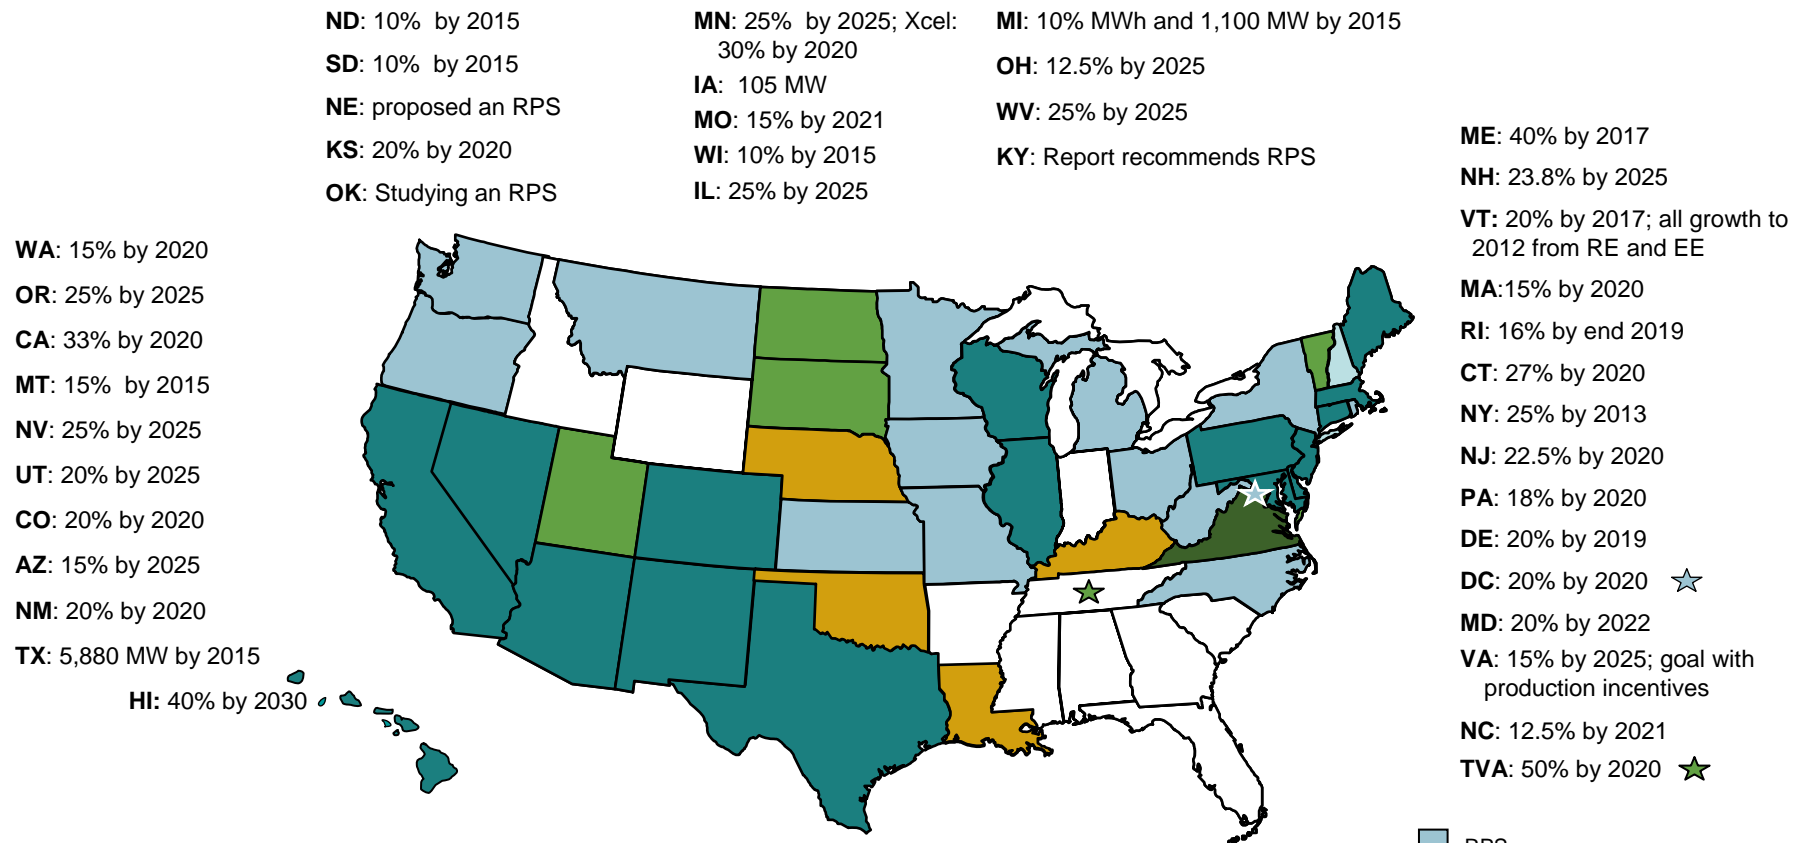 ND: 10%  by 2015
SD: 10%  by 2015
NE: proposed an RPS
KS: 20% by 2020
OK: Studying an RPS
MN: 25%  by 2025; Xcel:
30% by 2020
IA:  105 MW
MO: 15% by 2021
WI: 10% by 2015
IL: 25% by 2025
MI: 10% MWh and 1,100 MW by 2015
OH: 12.5% by 2025
WV: 25% by 2025
KY: Report recommends RPS
WA: 15% by 2020
OR: 25% by 2025
CA: 33% by 2020
MT: 15%  by 2015
NV: 25% by 2025
UT: 20% by 2025
CO: 20% by 2020
AZ: 15% by 2025
NM: 20% by 2020
TX: 5,880 MW by 2015
HI: 40% by 2030
ME: 40% by 2017
NH: 23.8% by 2025
VT: 20% by 2017; all growth to
2012 from RE and EE
MA:15% by 2020
RI: 16% by end 2019
CT: 27% by 2020
NY: 25% by 2013
NJ: 22.5% by 2020
PA: 18% by 2020
DE: 20% by 2019
DC: 20% by 2020
MD: 20% by 2022
VA: 15% by 2025; goal with
production incentives
NC: 12.5% by 2021
TVA: 50% by 2020
RPS